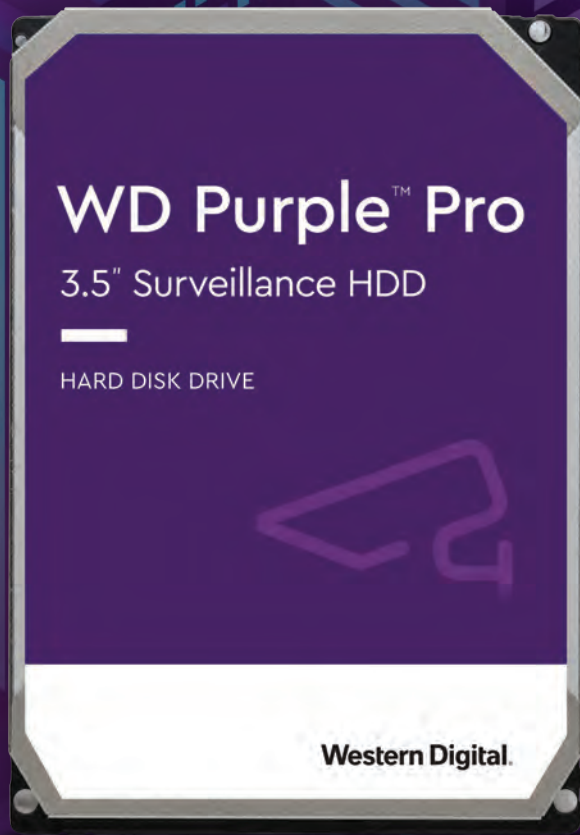 WD Purple™ Pro
3.5" Surveillance HDD
HARD DISK DRIVE
Western Digital.